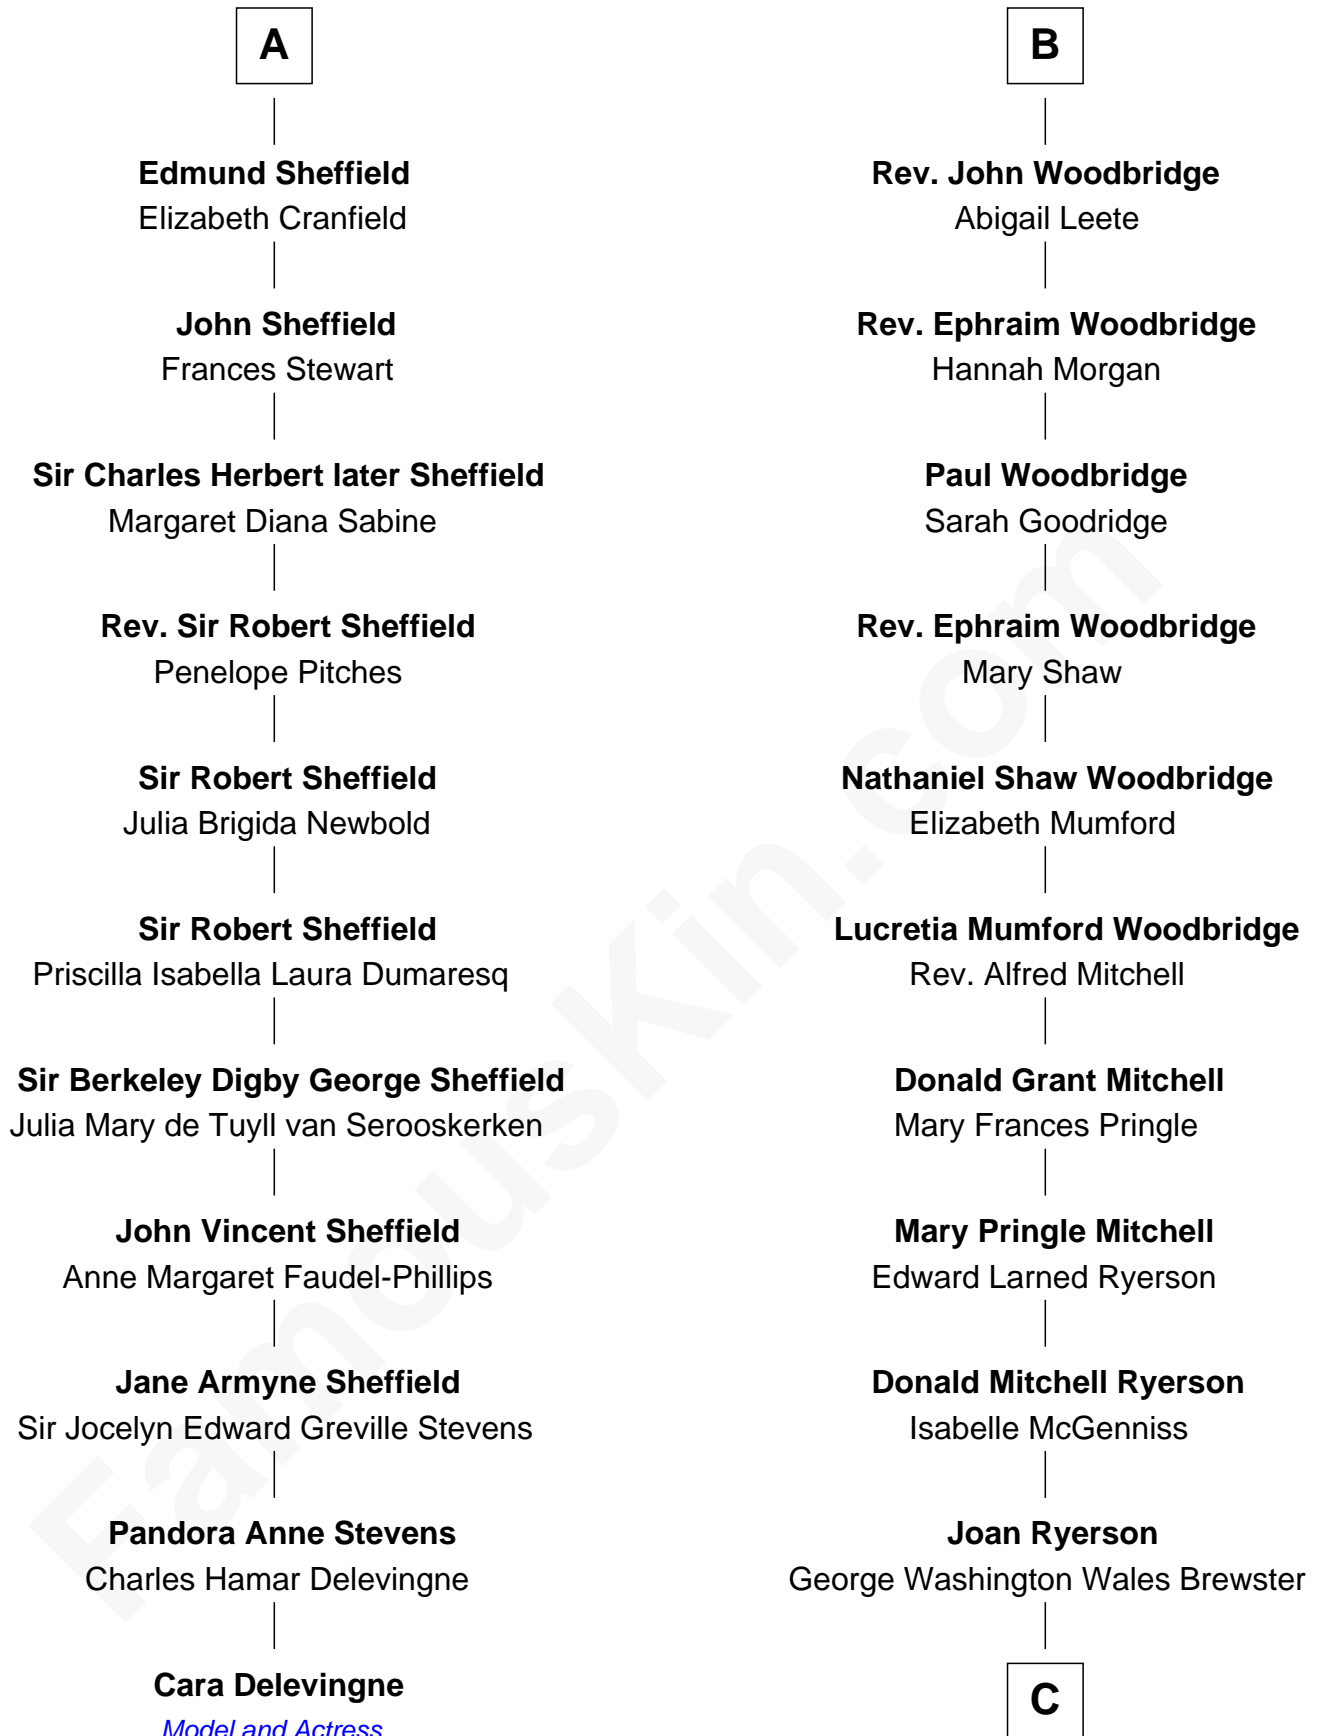 A
Edmund Sheffield
Elizabeth Cranfield
John Sheffield
Frances Stewart
Sir Charles Herbert later Sheffield
Margaret Diana Sabine
Rev. Sir Robert Sheffield
Penelope Pitches
Sir Robert Sheffield
Julia Brigida Newbold
Sir Robert Sheffield
Priscilla Isabella Laura Dumaresq
Sir Berkeley Digby George Sheffield
Julia Mary de Tuyll van Serooskerken
John Vincent Sheffield
Anne Margaret Faudel-Phillips
Jane Armyne Sheffield
Sir Jocelyn Edward Greville Stevens
Pandora Anne Stevens
Charles Hamar Delevingne
Cara Delevingne
Model and Actress
B
Rev. John Woodbridge
Abigail Leete
Rev. Ephraim Woodbridge
Hannah Morgan
Paul Woodbridge
Sarah Goodridge
Rev. Ephraim Woodbridge
Mary Shaw
Nathaniel Shaw Woodbridge
Elizabeth Mumford
Lucretia Mumford Woodbridge
Rev. Alfred Mitchell
Donald Grant Mitchell
Mary Frances Pringle
Mary Pringle Mitchell
Edward Larned Ryerson
Donald Mitchell Ryerson
Isabelle McGenniss
Joan Ryerson
George Washington Wales Brewster
C
FamousKin.com